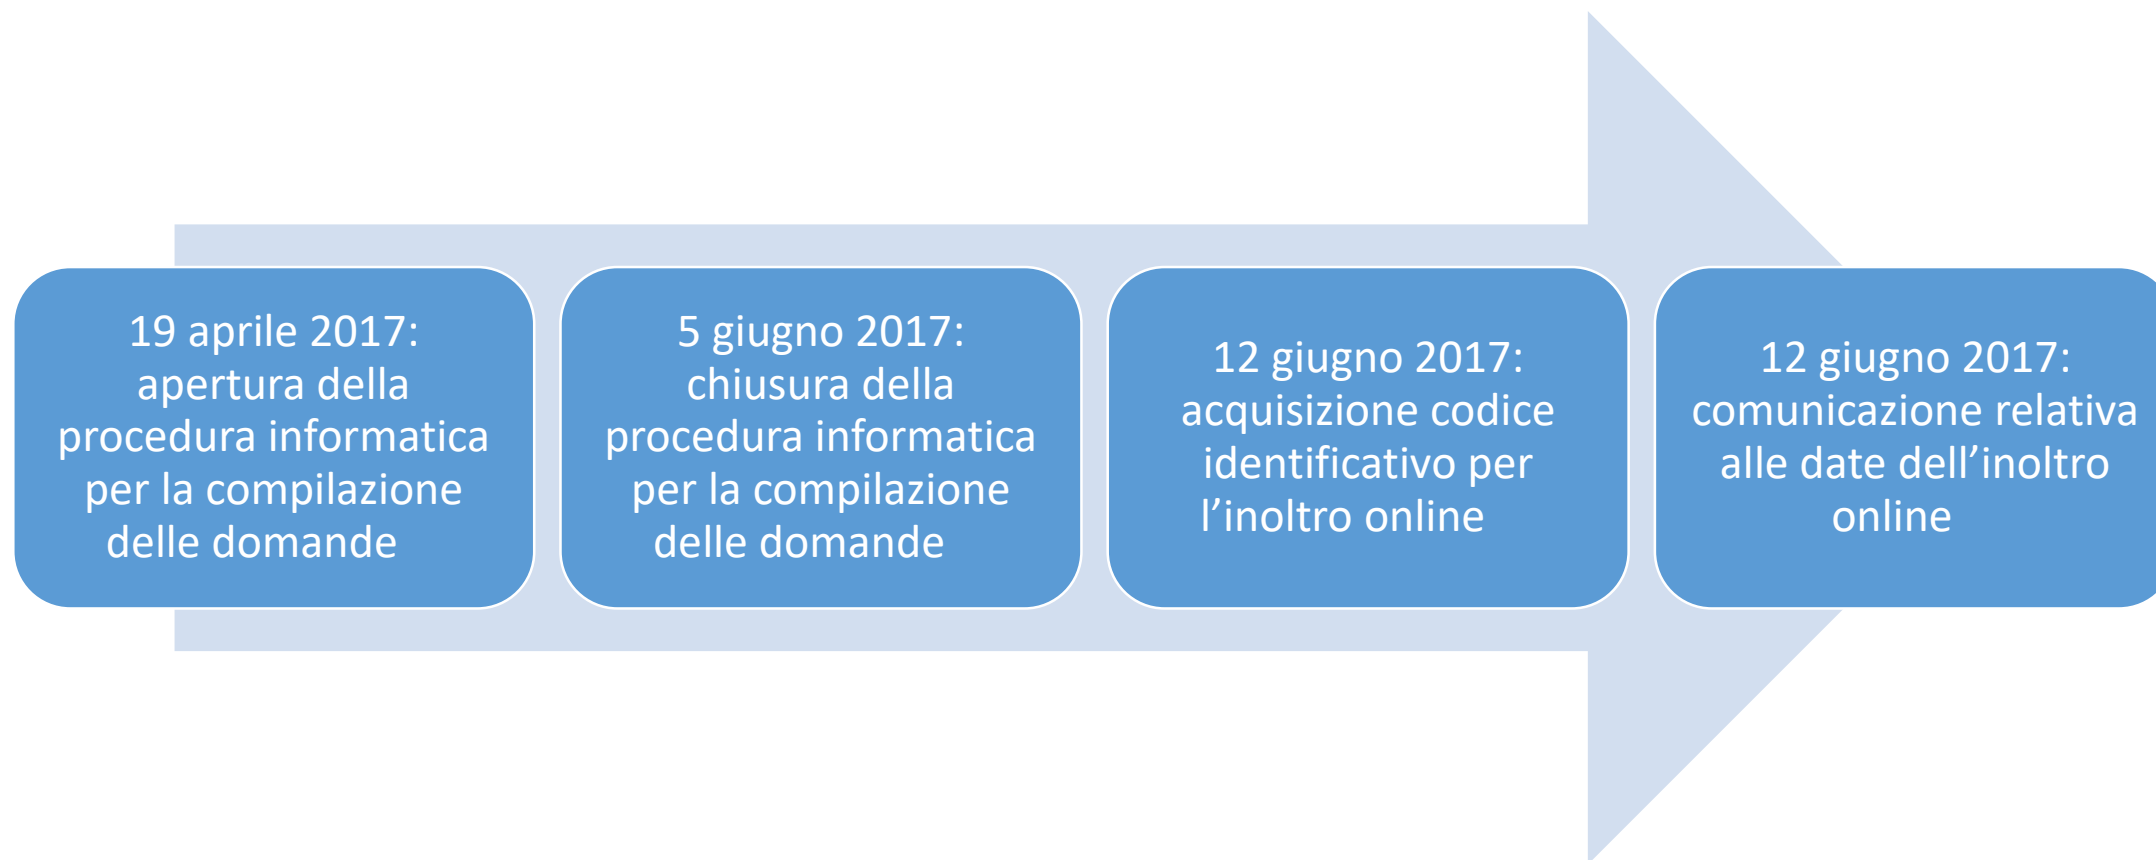 19 aprile 2017:
apertura della
procedura informatica
per la compilazione
delle domande
5 giugno 2017:
chiusura della
procedura informatica
per la compilazione
delle domande
12 giugno 2017:
acquisizione codice
identificativo per
l’inoltro online
12 giugno 2017:
comunicazione relativa
alle date dell’inoltro
online